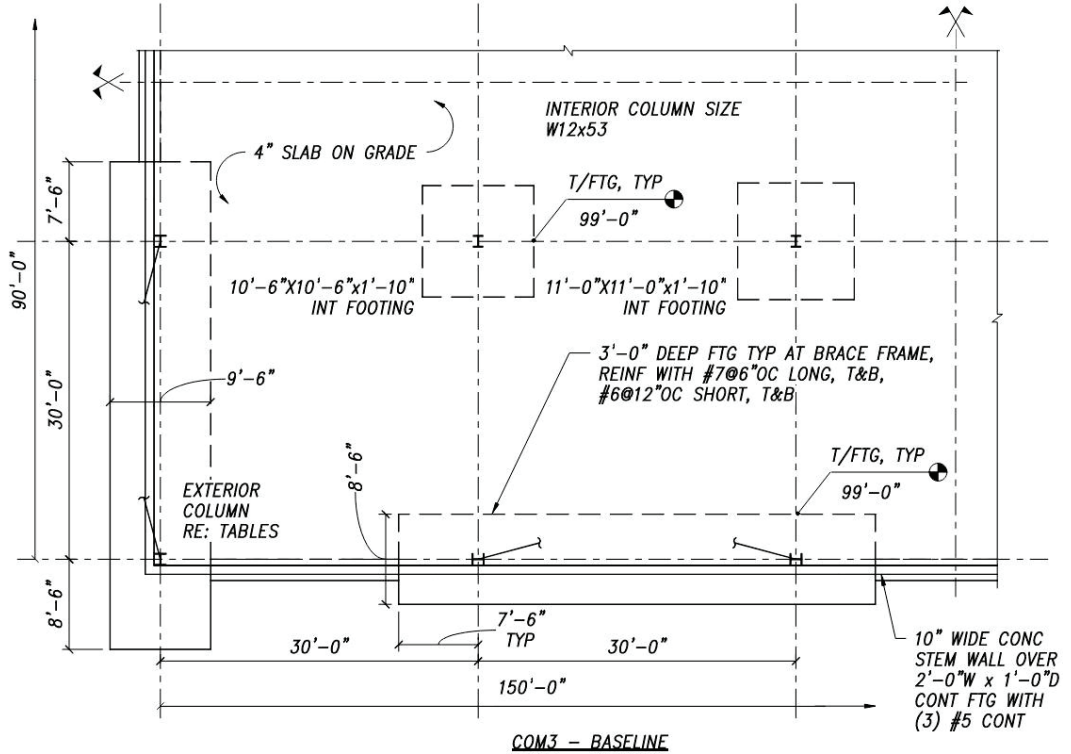 INTERIOR COLUMN SIZE
W12x53
4" SLAB ON GRADE
T/FTG, TYP
99'-0"
7'-6"
90'-0"
10'-6"X10'-6"x1'-10"
INT FOOTING
11'-0"X11'-0"x1'-10"
INT FOOTING
3'-0" DEEP FTG TYP AT BRACE FRAME,
REINF WITH #7@6"OC LONG, T&B,
#6@12"OC SHORT, T&B
9'-6"
30'-0"
8'-6"
T/FTG, TYP
99'-0"
EXTERIOR
COLUMN
RE: TABLES
8'-6"
7'-6"
TYP
30'-0"
30'-0"
150'-0"
10" WIDE CONC
STEM WALL OVER
2'-0"W x 1'-0"D
CONT FTG WITH
(3) #5 CONT
COM3 - BASELINE